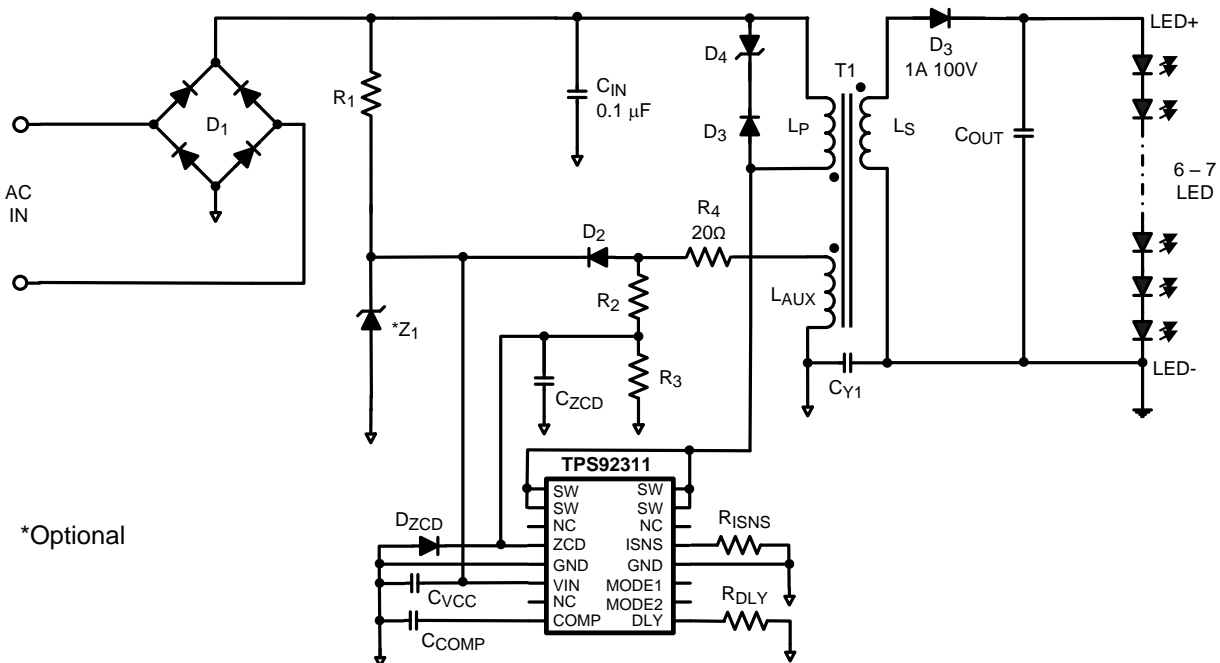 LED+
D3
1A 100V
D4
T1
R1
CIN
0.1 μF
D1
D3
LP
LS
COUT
AC
IN
6 – 7
LED
R4
20Ω
D2
LAUX
R2
*Z1
R3
CZCD
CY1
LED-
TPS92311
SW
SW
SW
SW
NC
NC
*Optional
DZCD
ZCD
ISNS
RISNS
GND
GND
VIN
MODE1
CVCC
NC
MODE2
RDLY
COMP
DLY
CCOMP